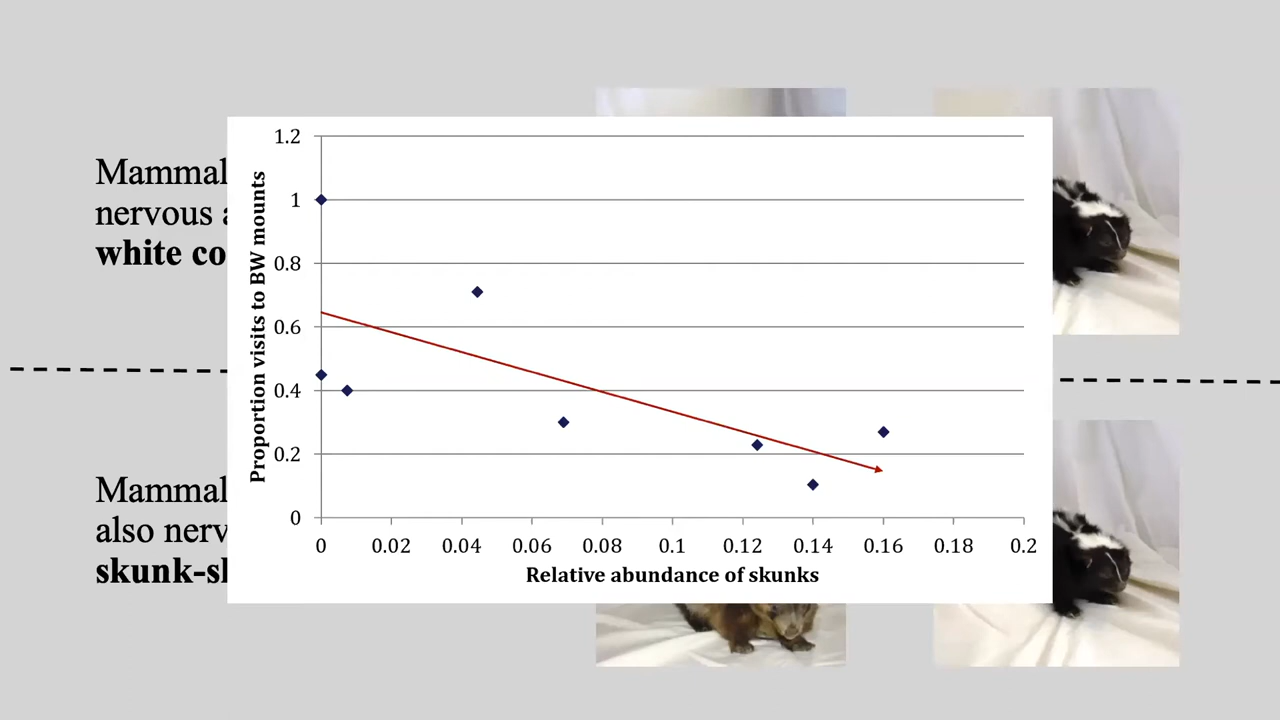 Mammal
nervous
white co
Mammal
also nerv
skunk-sl
Proportion visits to BW mounts
1.2
1
0.8
0.6
0.4
0.2
0
0 0.02 0.04 0.06 0.08 0.1 0.12 0.14 0.16 0.18 0.2
Relative abundance of skunks